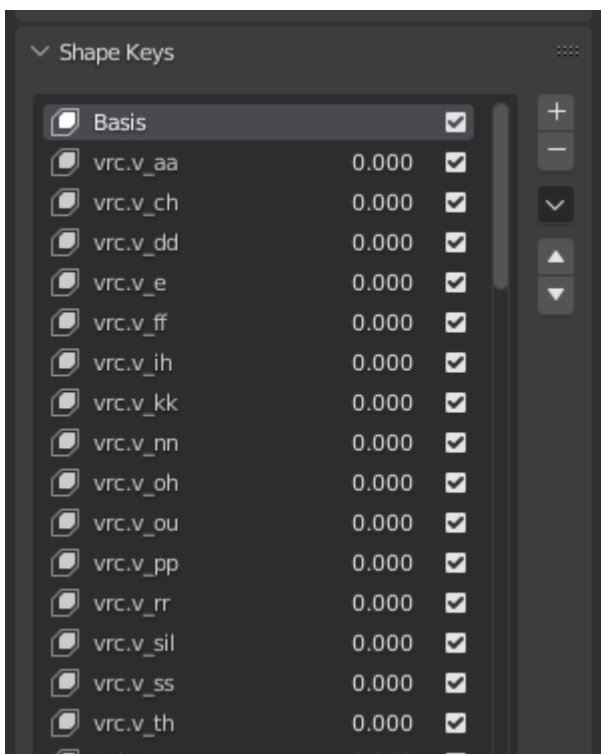 Shape Keys
Basis
vrc.v_aa 0.000
vrc.v_ch 0.000
vrc.v_dd 0.000
vrc.v_e 0.000
vrc.v_ff 0.000
vrc.v_ih 0.000
vrc.v_kk 0.000
vrc.v_nn 0.000
vrc.v_oh 0.000
vrc.v_ou 0.000
vrc.v_pp 0.000
vrc.v_rr 0.000
vrc.v_sil 0.000
vrc.v_ss 0.000
vrc.v_th 0.000